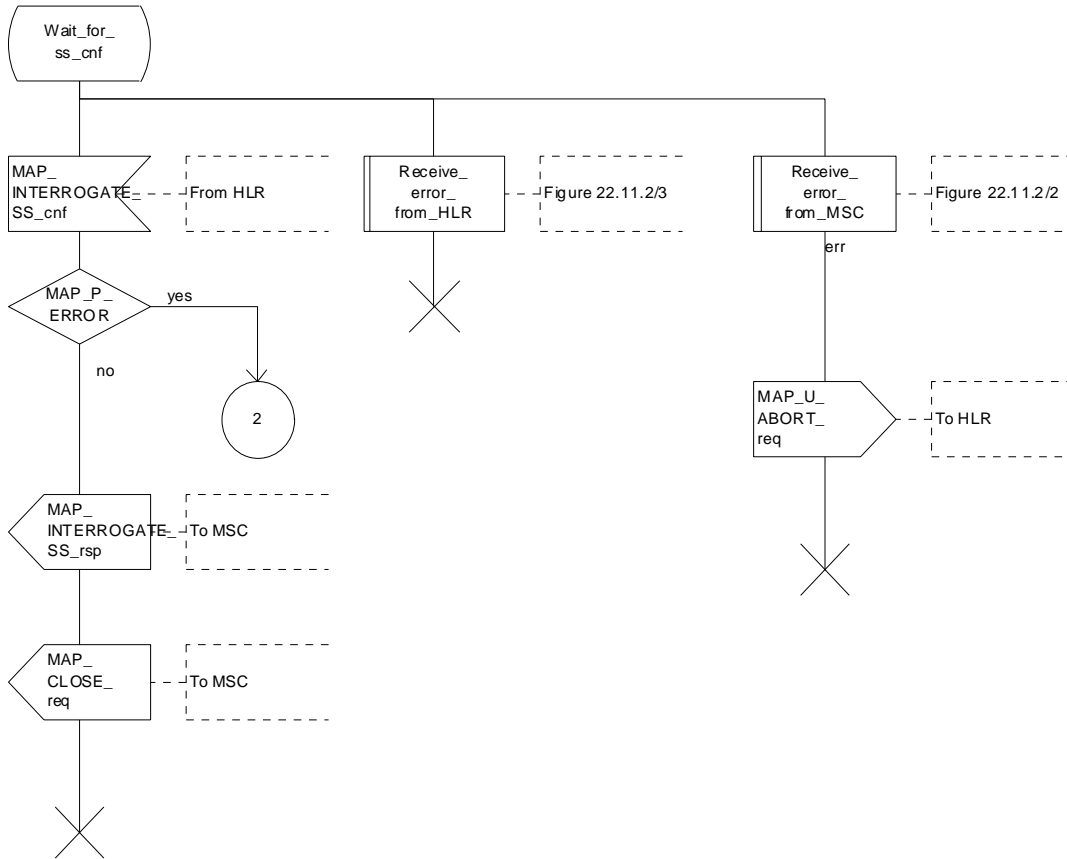 Wait_for_
ss_cnf
MAP_
INTERROGATE_
SS_cnf
From HLR
Receive_
error_
from_HLR
Figure 22.11.2/3
Receive_
error_
from_MSC
Figure 22.11.2/2
err
MAP_P_
ERROR
yes
no
2
MAP_U_
ABORT_
req
To HLR
MAP_
INTERROGATE_
SS_rsp
To MSC
MAP_
CLOSE_
req
To MSC